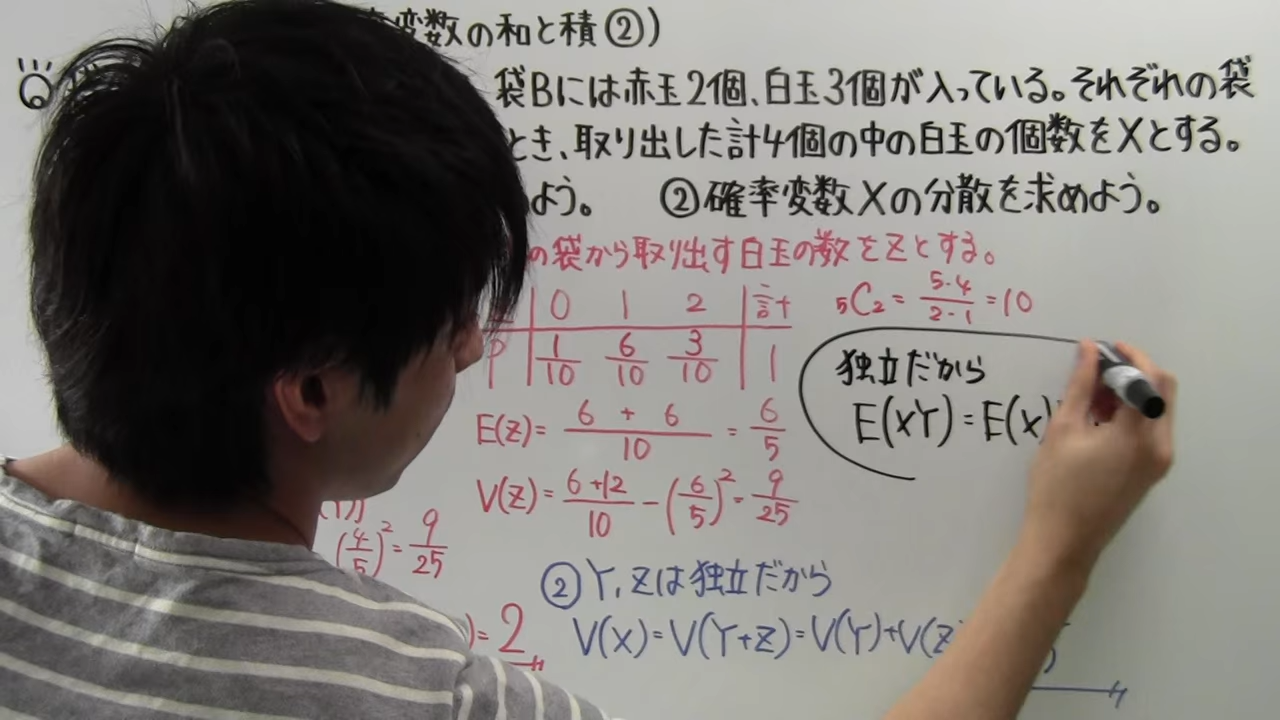 変数の和と積②)
袋Bには赤玉2個、白玉3個が入っている。それぞれの袋
とき、取り出した計4個の中の白玉の個数をXとする。
よう。 ②確率変数Xの分散を求めよう。
の袋から取り出す白玉の数をZとする。
0 1 2 計
P 1/10 6/10 3/10 1
₅C₂ = 5·4/2·1 = 10
独立だから
E(XY) = E(X)
E(Z) = 6 + 6/10 = 6/5
V(Z) = 6+12/10 − (6/5)² = 9/25
(4/5)² = 9/25
= 2
② Y, Zは独立だから
V(X) = V(Y+Z) = V(Y)+V(Z